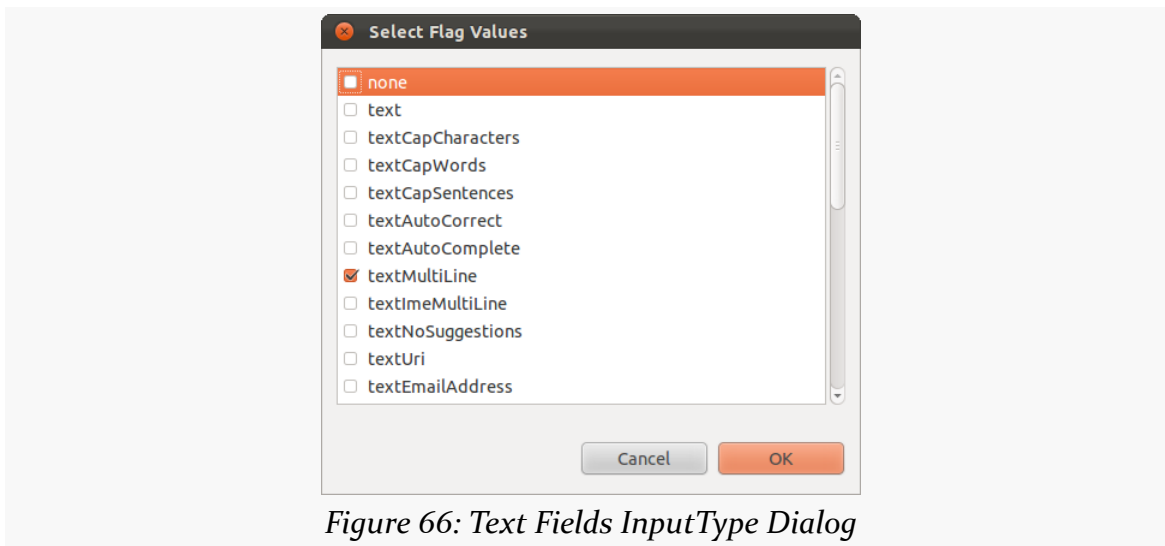 Select Flag Values
none
text
textCapCharacters
textCapWords
textCapSentences
textAutoCorrect
textAutoComplete
textMultiLine
textImeMultiLine
textNoSuggestions
textUri
textEmailAddress
Cancel OK
Figure 66: Text Fields InputType Dialog